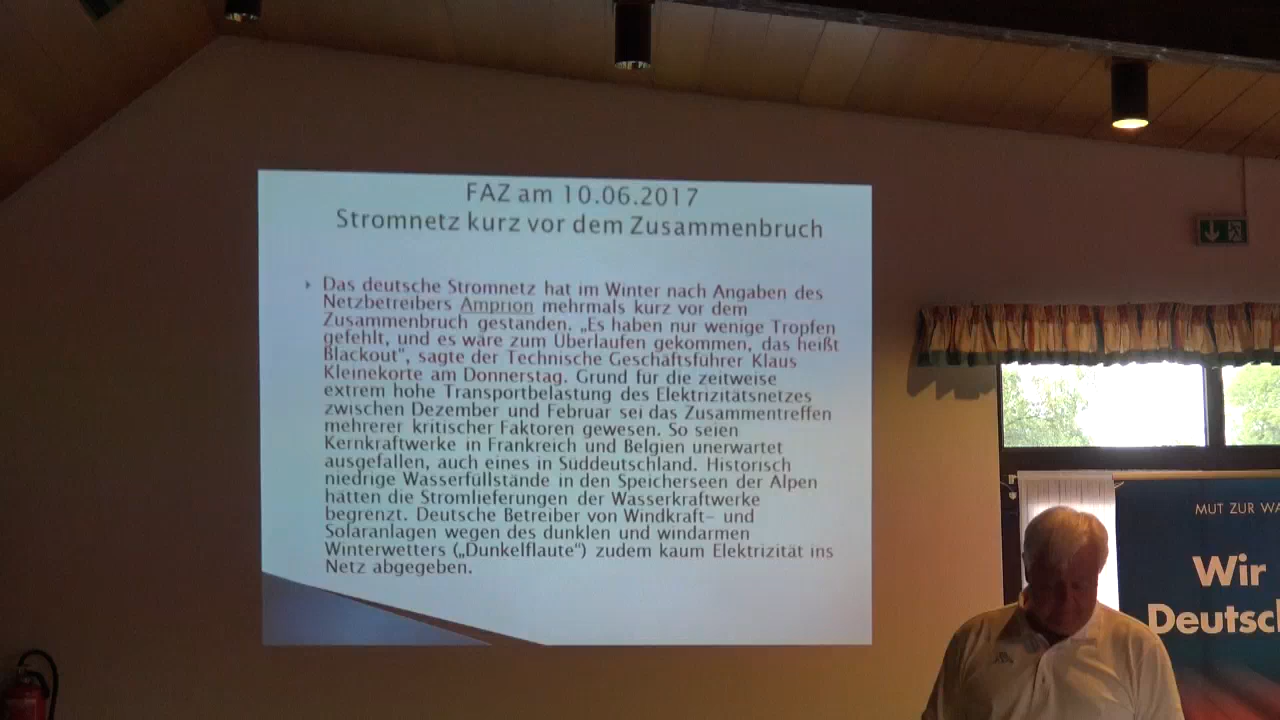 FAZ am 10.06.2017
Stromnetz kurz vor dem Zusammenbruch
Das deutsche Stromnetz hat im Winter nach Angaben des
Netzbetreibers Amprion mehrmals kurz vor dem
Zusammenbruch gestanden. „Es haben nur wenige Tropfen
gefehlt, und es wäre zum Überlaufen gekommen, das heißt
Blackout“, sagte der Technische Geschäftsführer Klaus
Kleinekorte am Donnerstag. Grund für die zeitweise
extrem hohe Transportbelastung des Elektrizitätsnetzes
zwischen Dezember und Februar sei das Zusammentreffen
mehrerer kritischer Faktoren gewesen. So seien
Kernkraftwerke in Frankreich und Belgien unerwartet
ausgefallen, auch eines in Süddeutschland. Historisch
niedrige Wasserfüllstände in den Speicherseen der Alpen
hätten die Stromlieferungen der Wasserkraftwerke
begrenzt. Deutsche Betreiber von Windkraft- und
Solaranlagen wegen des dunklen und windarmen
Winterwetters („Dunkelflaute“) zudem kaum Elektrizität ins
Netz abgegeben.
MUT ZUR WA
Wir
Deutsch